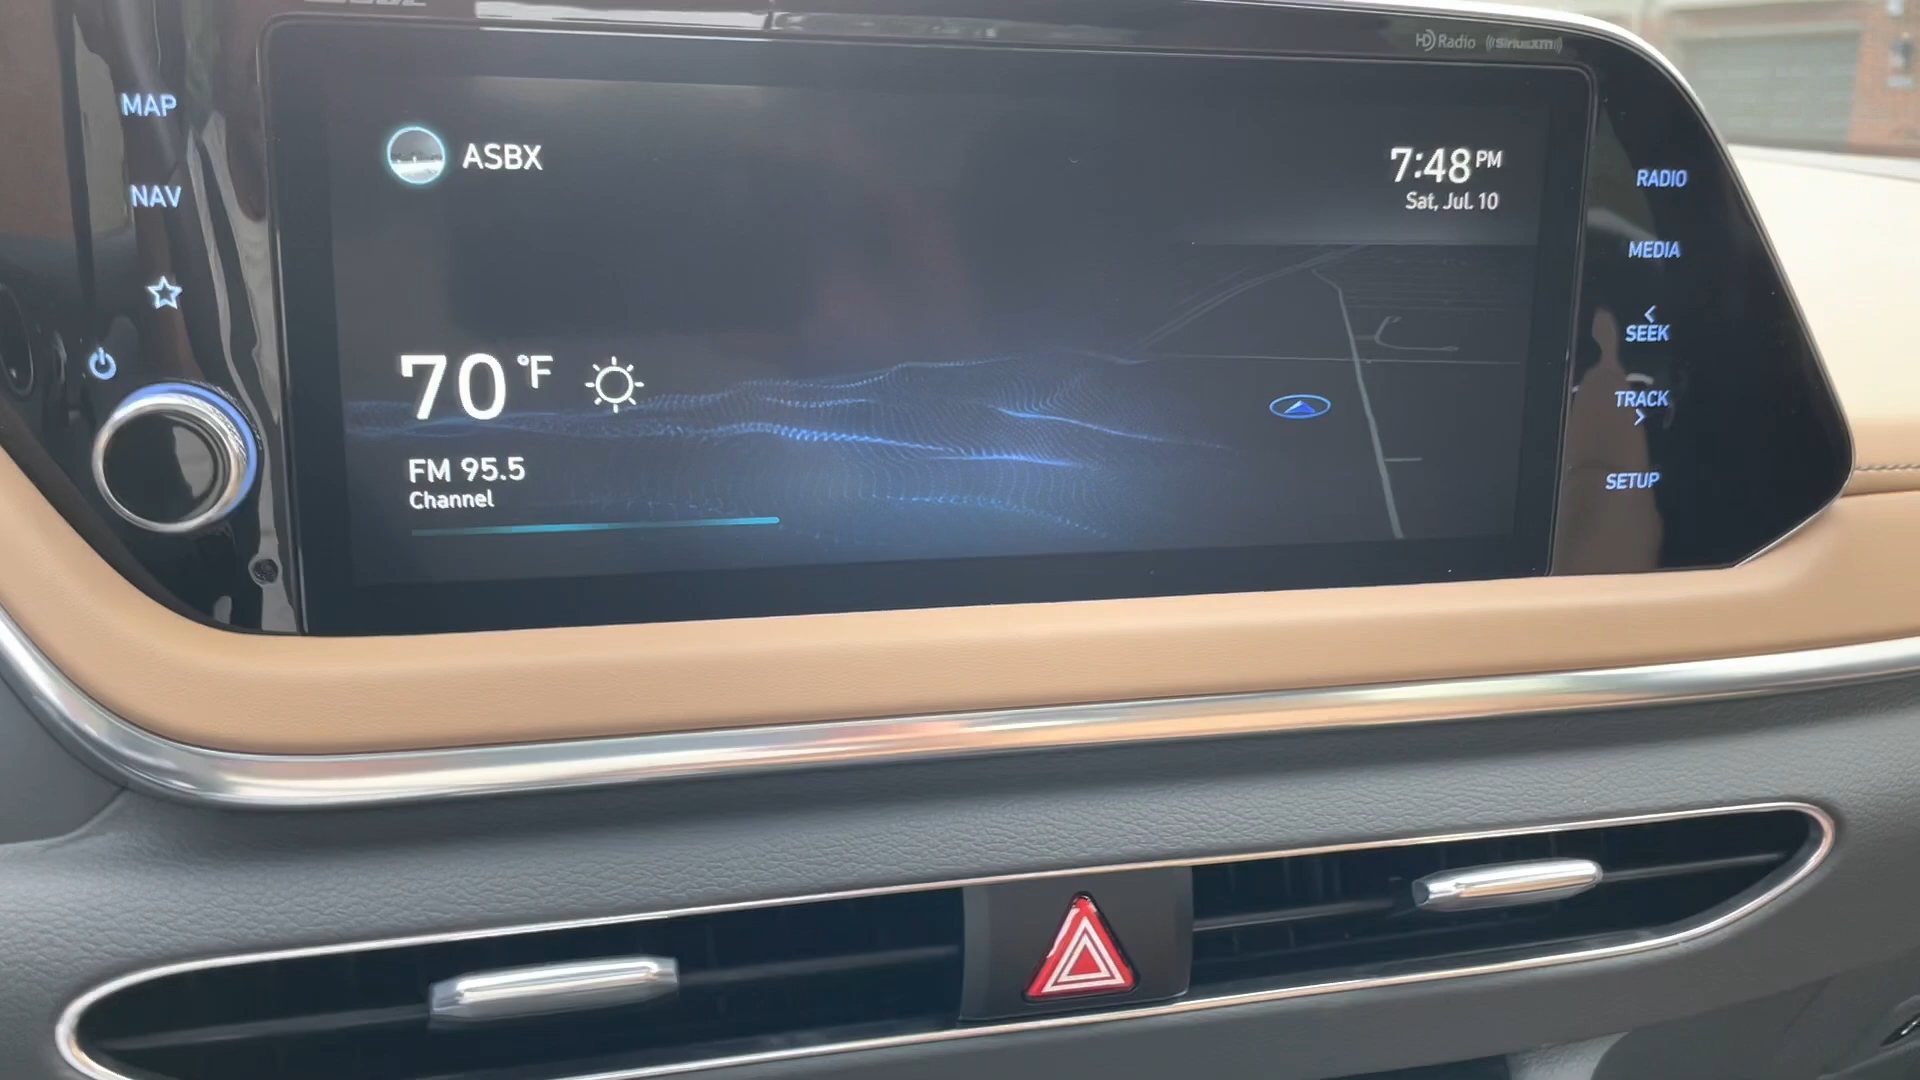 HD Radio ((SiriusXM))
MAP
NAV
ASBX
7:48 PM
Sat, Jul. 10
70 °F
FM 95.5
Channel
RADIO
MEDIA
SEEK
TRACK
SETUP